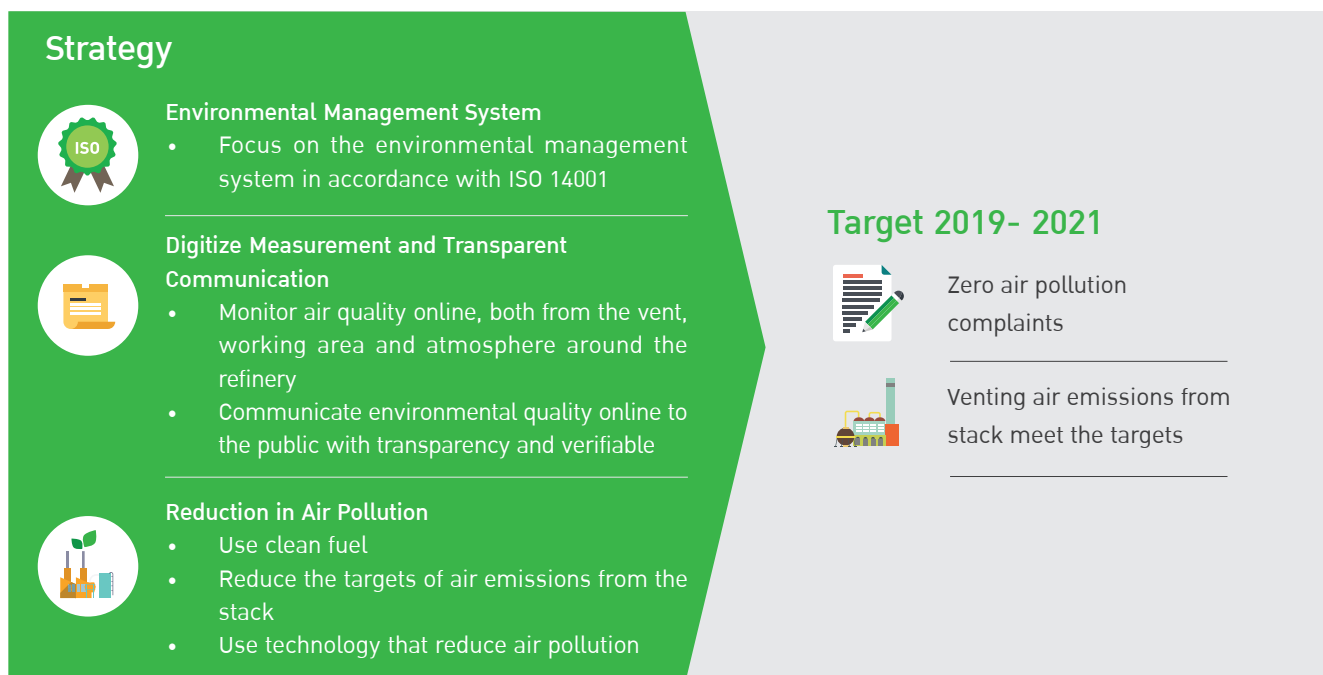 Strategy
ISO
Environmental Management System
• Focus on the environmental management
system in accordance with ISO 14001
Digitize Measurement and Transparent
Communication
• Monitor air quality online, both from the vent,
working area and atmosphere around the
refinery
• Communicate environmental quality online to
the public with transparency and verifiable
Reduction in Air Pollution
• Use clean fuel
• Reduce the targets of air emissions from the
stack
• Use technology that reduce air pollution
Target 2019- 2021
Zero air pollution
complaints
Venting air emissions from
stack meet the targets